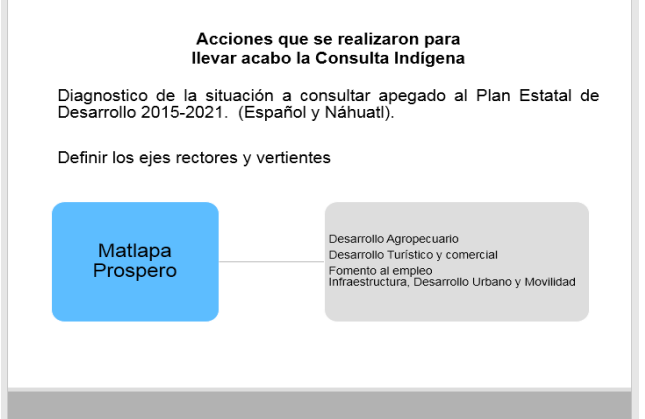 Acciones que se realizaron para
llevar acabo la Consulta Indígena
Diagnostico de la situación a consultar apegado al Plan Estatal de
Desarrollo 2015-2021. (Español y Náhuatl).
Definir los ejes rectores y vertientes
Matlapa
Prospero
Desarrollo Agropecuario
Desarrollo Turístico y comercial
Fomento al empleo
Infraestructura, Desarrollo Urbano y Movilidad